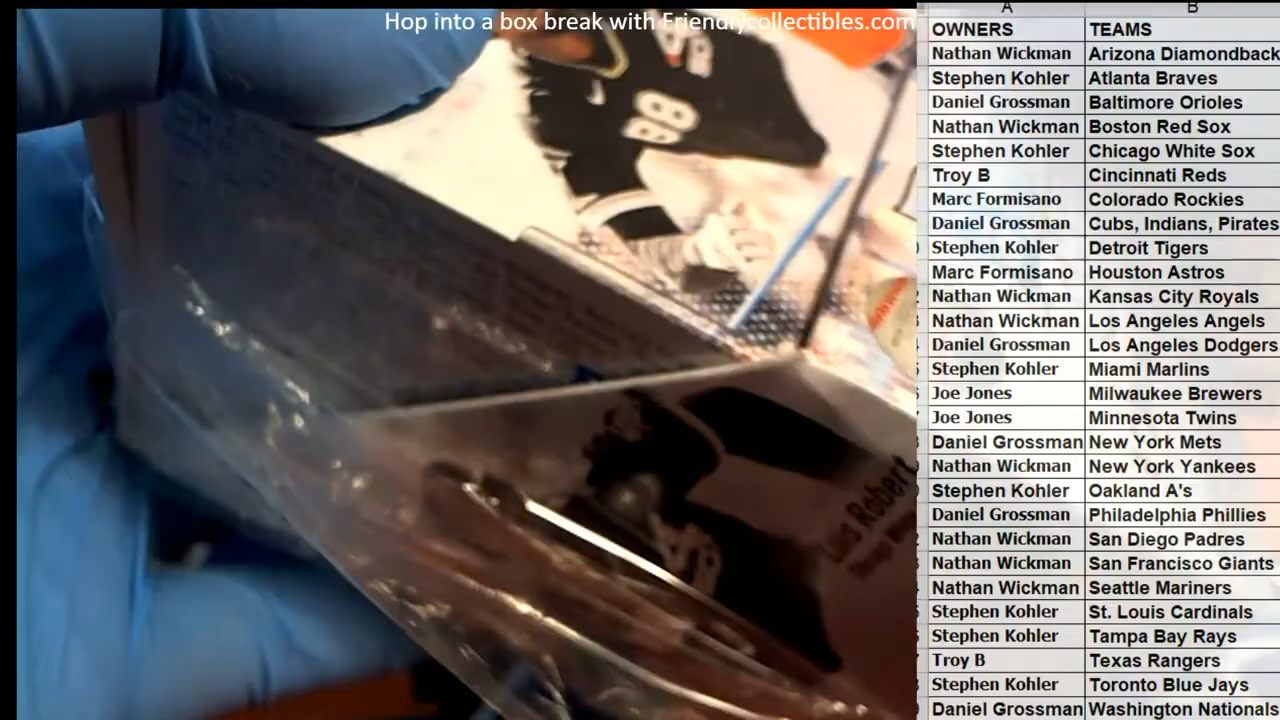 Hop into a box break with Friendlycollectibles.com
A B
OWNERS TEAMS
Nathan Wickman Arizona Diamondback
Stephen Kohler Atlanta Braves
Daniel Grossman Baltimore Orioles
Nathan Wickman Boston Red Sox
Stephen Kohler Chicago White Sox
Troy B Cincinnati Reds
Marc Formisano Colorado Rockies
Daniel Grossman Cubs, Indians, Pirates
Stephen Kohler Detroit Tigers
Marc Formisano Houston Astros
Nathan Wickman Kansas City Royals
Nathan Wickman Los Angeles Angels
Daniel Grossman Los Angeles Dodgers
Stephen Kohler Miami Marlins
Joe Jones Milwaukee Brewers
Joe Jones Minnesota Twins
Daniel Grossman New York Mets
Nathan Wickman New York Yankees
Stephen Kohler Oakland A's
Daniel Grossman Philadelphia Phillies
Nathan Wickman San Diego Padres
Nathan Wickman San Francisco Giants
Nathan Wickman Seattle Mariners
Stephen Kohler St. Louis Cardinals
Stephen Kohler Tampa Bay Rays
Troy B Texas Rangers
Stephen Kohler Toronto Blue Jays
Daniel Grossman Washington Nationals
88
Luis Robert